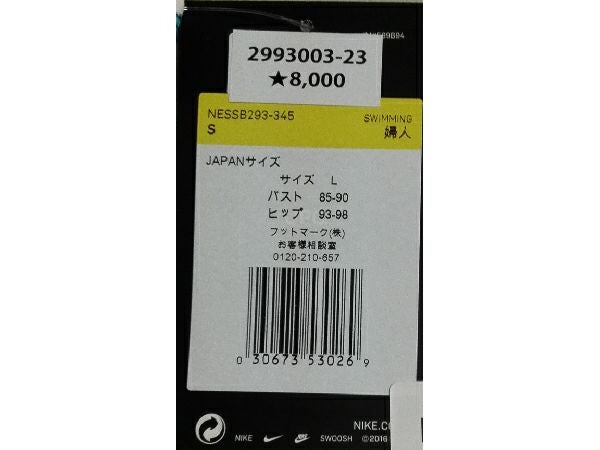 2993003-23
★8,000
NESSB293-345
SWIMMING
S
婦人
JAPANサイズ
サイズ L
バスト 85-90
ヒップ 93-98
フットマーク(株)
お客様相談室
0120-210-657
0 30673 53026 9
NIKE.CO
NIKE
SWOOSH
©2016